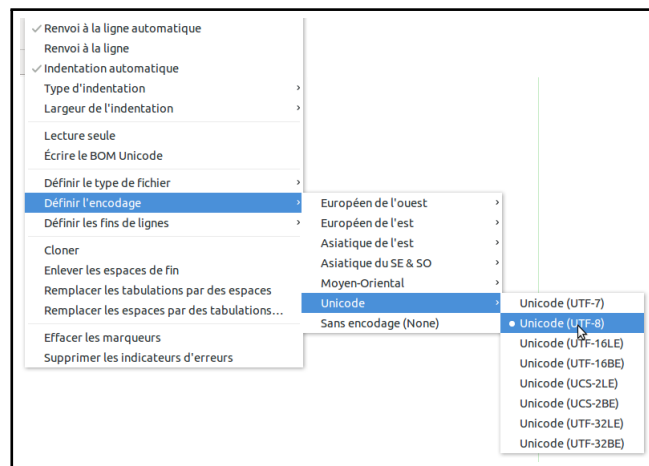 Renvoi à la ligne automatique
Renvoi à la ligne
Indentation automatique
Type d'indentation
Largeur de l'indentation
Lecture seule
Écrire le BOM Unicode
Définir le type de fichier
Définir l'encodage
Définir les fins de lignes
Cloner
Enlever les espaces de fin
Remplacer les tabulations par des espaces
Remplacer les espaces par des tabulations...
Effacer les marqueurs
Supprimer les indicateurs d'erreurs
Européen de l'ouest
Européen de l'est
Asiatique de l'est
Asiatique du SE & SO
Moyen-Oriental
Unicode
Sans encodage (None)
Unicode (UTF-7)
Unicode (UTF-8)
Unicode (UTF-16LE)
Unicode (UTF-16BE)
Unicode (UCS-2LE)
Unicode (UCS-2BE)
Unicode (UTF-32LE)
Unicode (UTF-32BE)